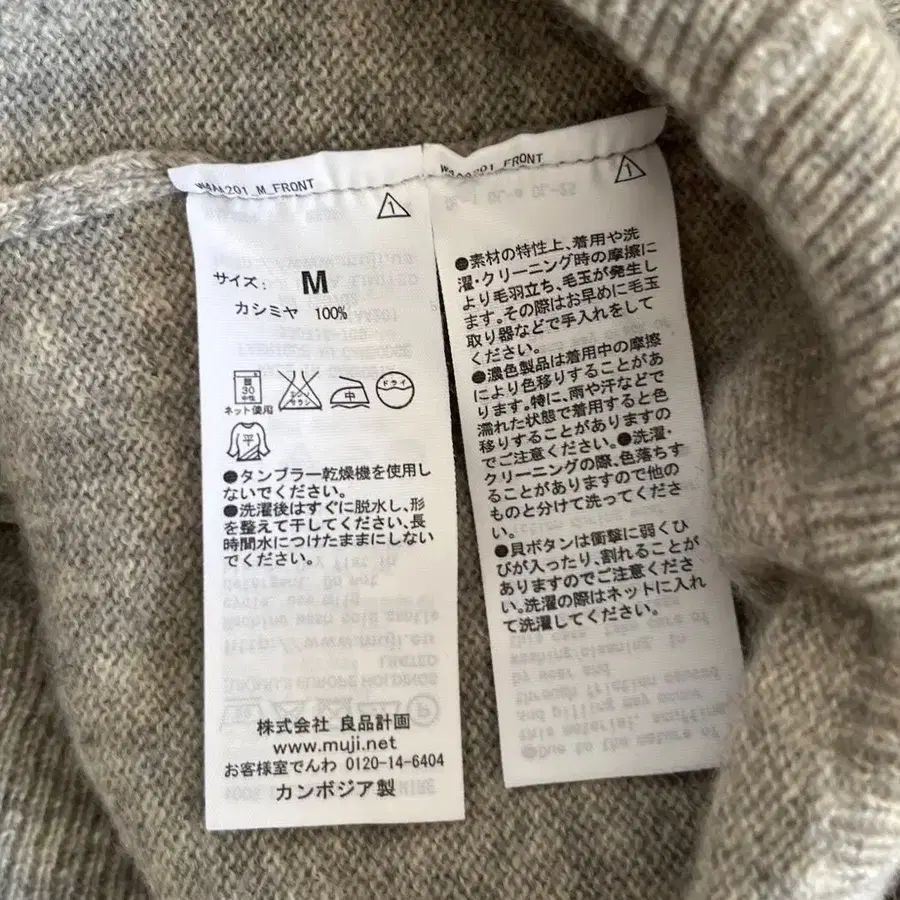 W4AA201_M_FRONT
1
サイズ: M
カシミヤ 100%
30
中性
ネット使用
エンソ
サラシ
中
ドライ
平
●タンブラー乾燥機を使用し
ないでください。
●洗濯後はすぐに脱水し、形
を整えて干してください、長
時間水につけたままにしない
でください。
株式会社 良品計画
www.muji.net
お客様室でんわ 0120-14-6404
カンボジア製
FRONT
1
●素材の特性上、着用や洗
濯・クリーニング時の摩擦に
より毛羽立ち、毛玉が発生し
ます。その際はお早めに毛玉
取り器などで手入れをして
ください。
●濃色製品は着用中の摩擦
により色移りすることがあ
ります。特に、雨や汗などで
濡れた状態で着用すると色
移りすることがありますの
でご注意ください。●洗濯・
クリーニングの際、色落ちす
ることがありますので他の
ものと分けて洗ってくださ
い。
●貝ボタンは衝撃に弱くひ
びが入ったり、割れることが
ありますのでご注意くださ
い。洗濯の際はネットに入れ
て洗濯してください。